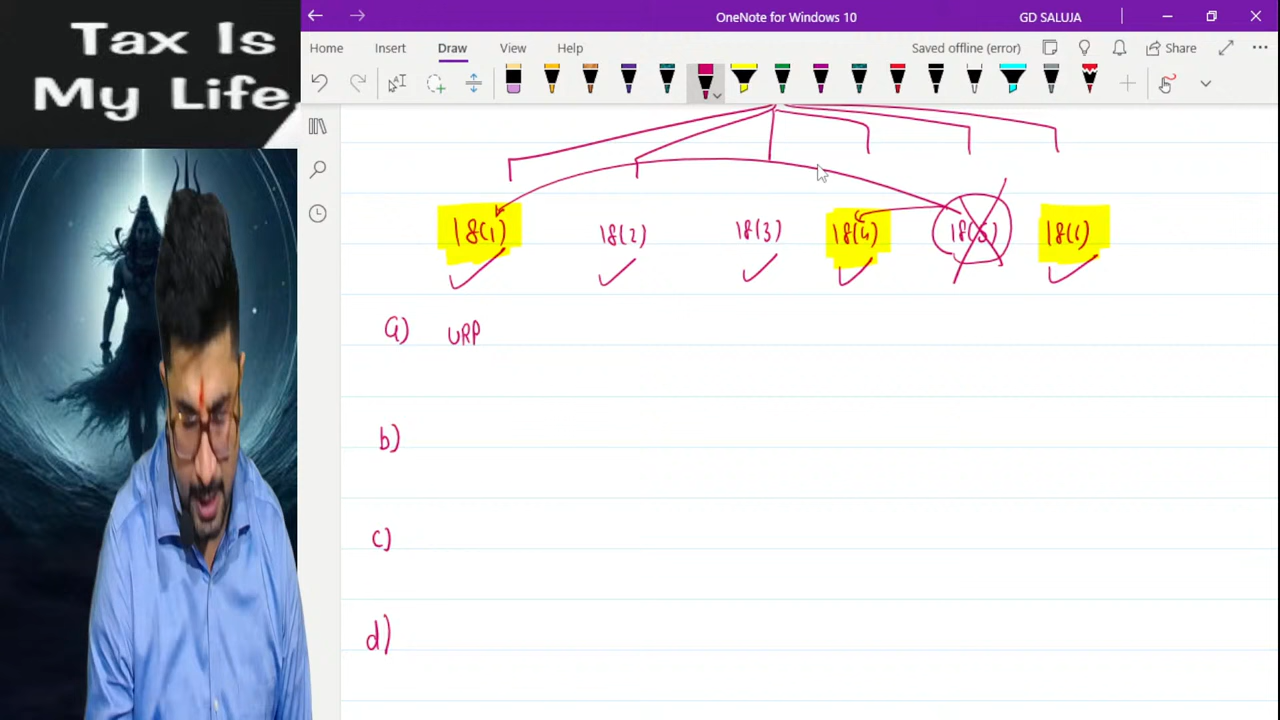 Tax Is
My Life
OneNote for Windows 10
GD SALUJA
Home Insert Draw View Help
Saved offline (error)
Share
18(1) 18(2) 18(3) 18(4) 18(5) 18(6)
a) URP
b)
c)
d)